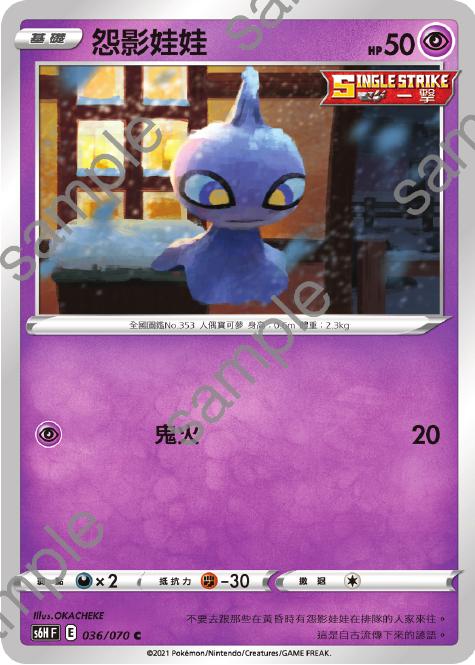 基礎 怨影娃娃 HP50
SINGLE STRIKE
一擊
全國圖鑑No.353 人偶寶可夢 身高：0.6m 體重：2.3kg
鬼火 20
弱點 ×2 抵抗力 -30 撤退
Illus.OKACHEKE
不要去跟那些在黃昏時有怨影娃娃在排隊的人家來往。
S6H F E 036/070 C
這是自古流傳下來的諺語。
©2021 Pokémon/Nintendo/Creatures/GAME FREAK.
sample
sample
sample
sample
sample
sample